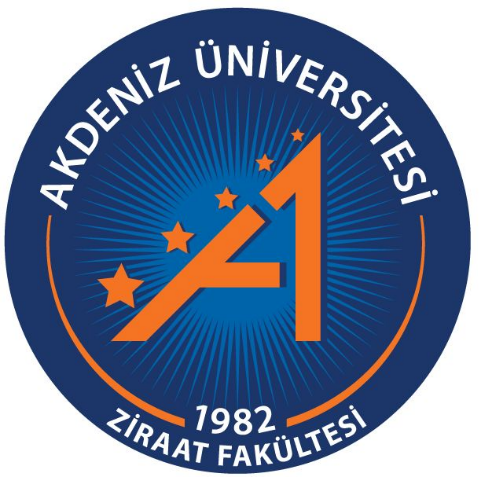 AKDENİZ ÜNİVERSİTESİ
1982
ZİRAAT FAKÜLTESİ